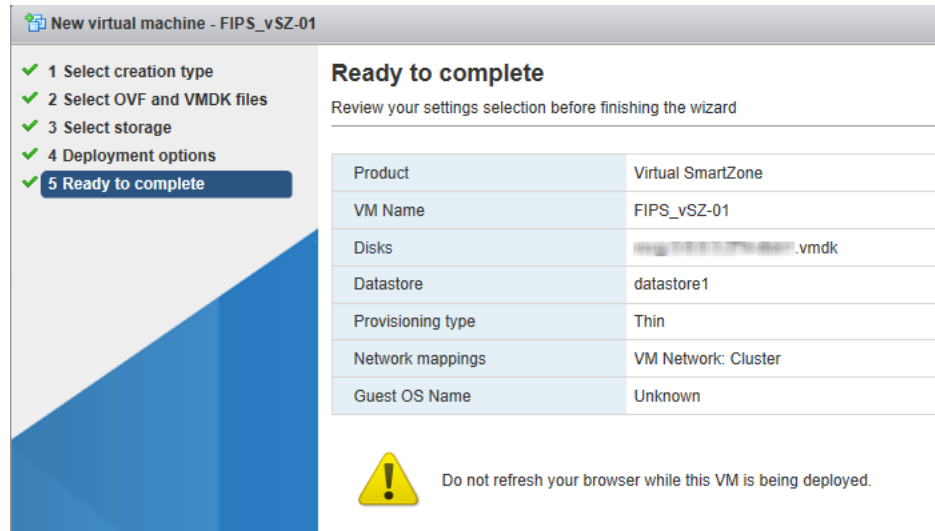 New virtual machine - FIPS_vSZ-01
1 Select creation type
2 Select OVF and VMDK files
3 Select storage
4 Deployment options
5 Ready to complete
Ready to complete
Review your settings selection before finishing the wizard
Product Virtual SmartZone
VM Name FIPS_vSZ-01
Disks .vmdk
Datastore datastore1
Provisioning type Thin
Network mappings VM Network: Cluster
Guest OS Name Unknown
Do not refresh your browser while this VM is being deployed.